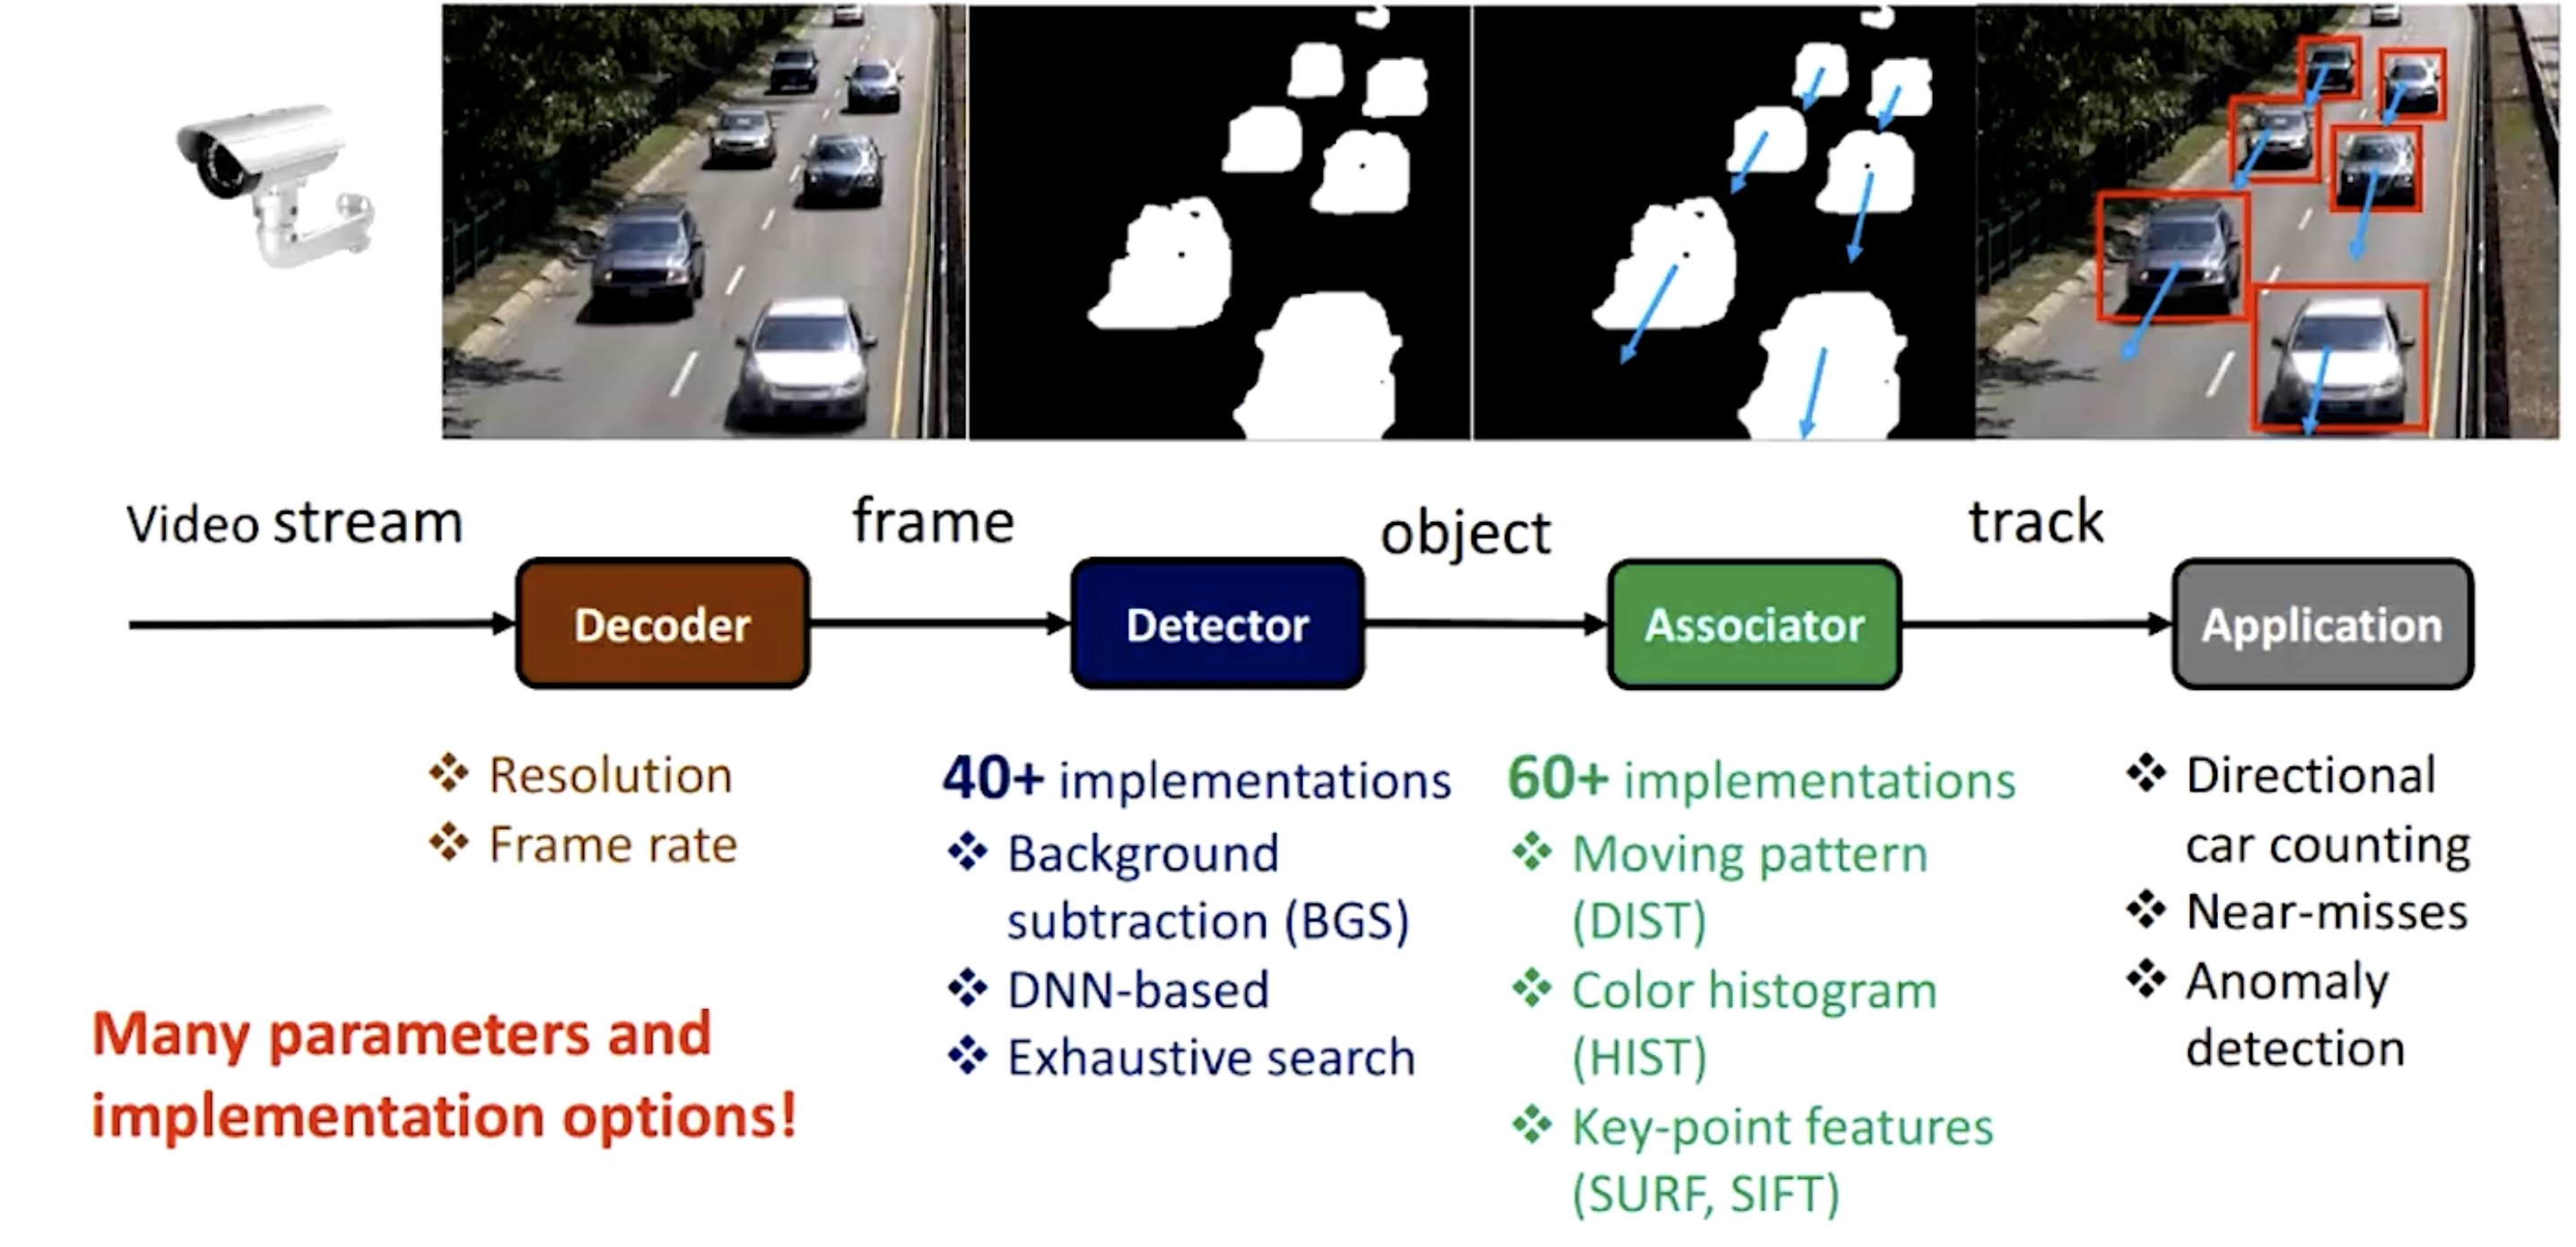 Video stream
frame
object
track
Decoder
Detector
Associator
Application
❖ Resolution
❖ Frame rate
Many parameters and
implementation options!
40+ implementations
❖ Background
subtraction (BGS)
❖ DNN-based
❖ Exhaustive search
60+ implementations
❖ Moving pattern
(DIST)
❖ Color histogram
(HIST)
❖ Key-point features
(SURF, SIFT)
❖ Directional
car counting
❖ Near-misses
❖ Anomaly
detection